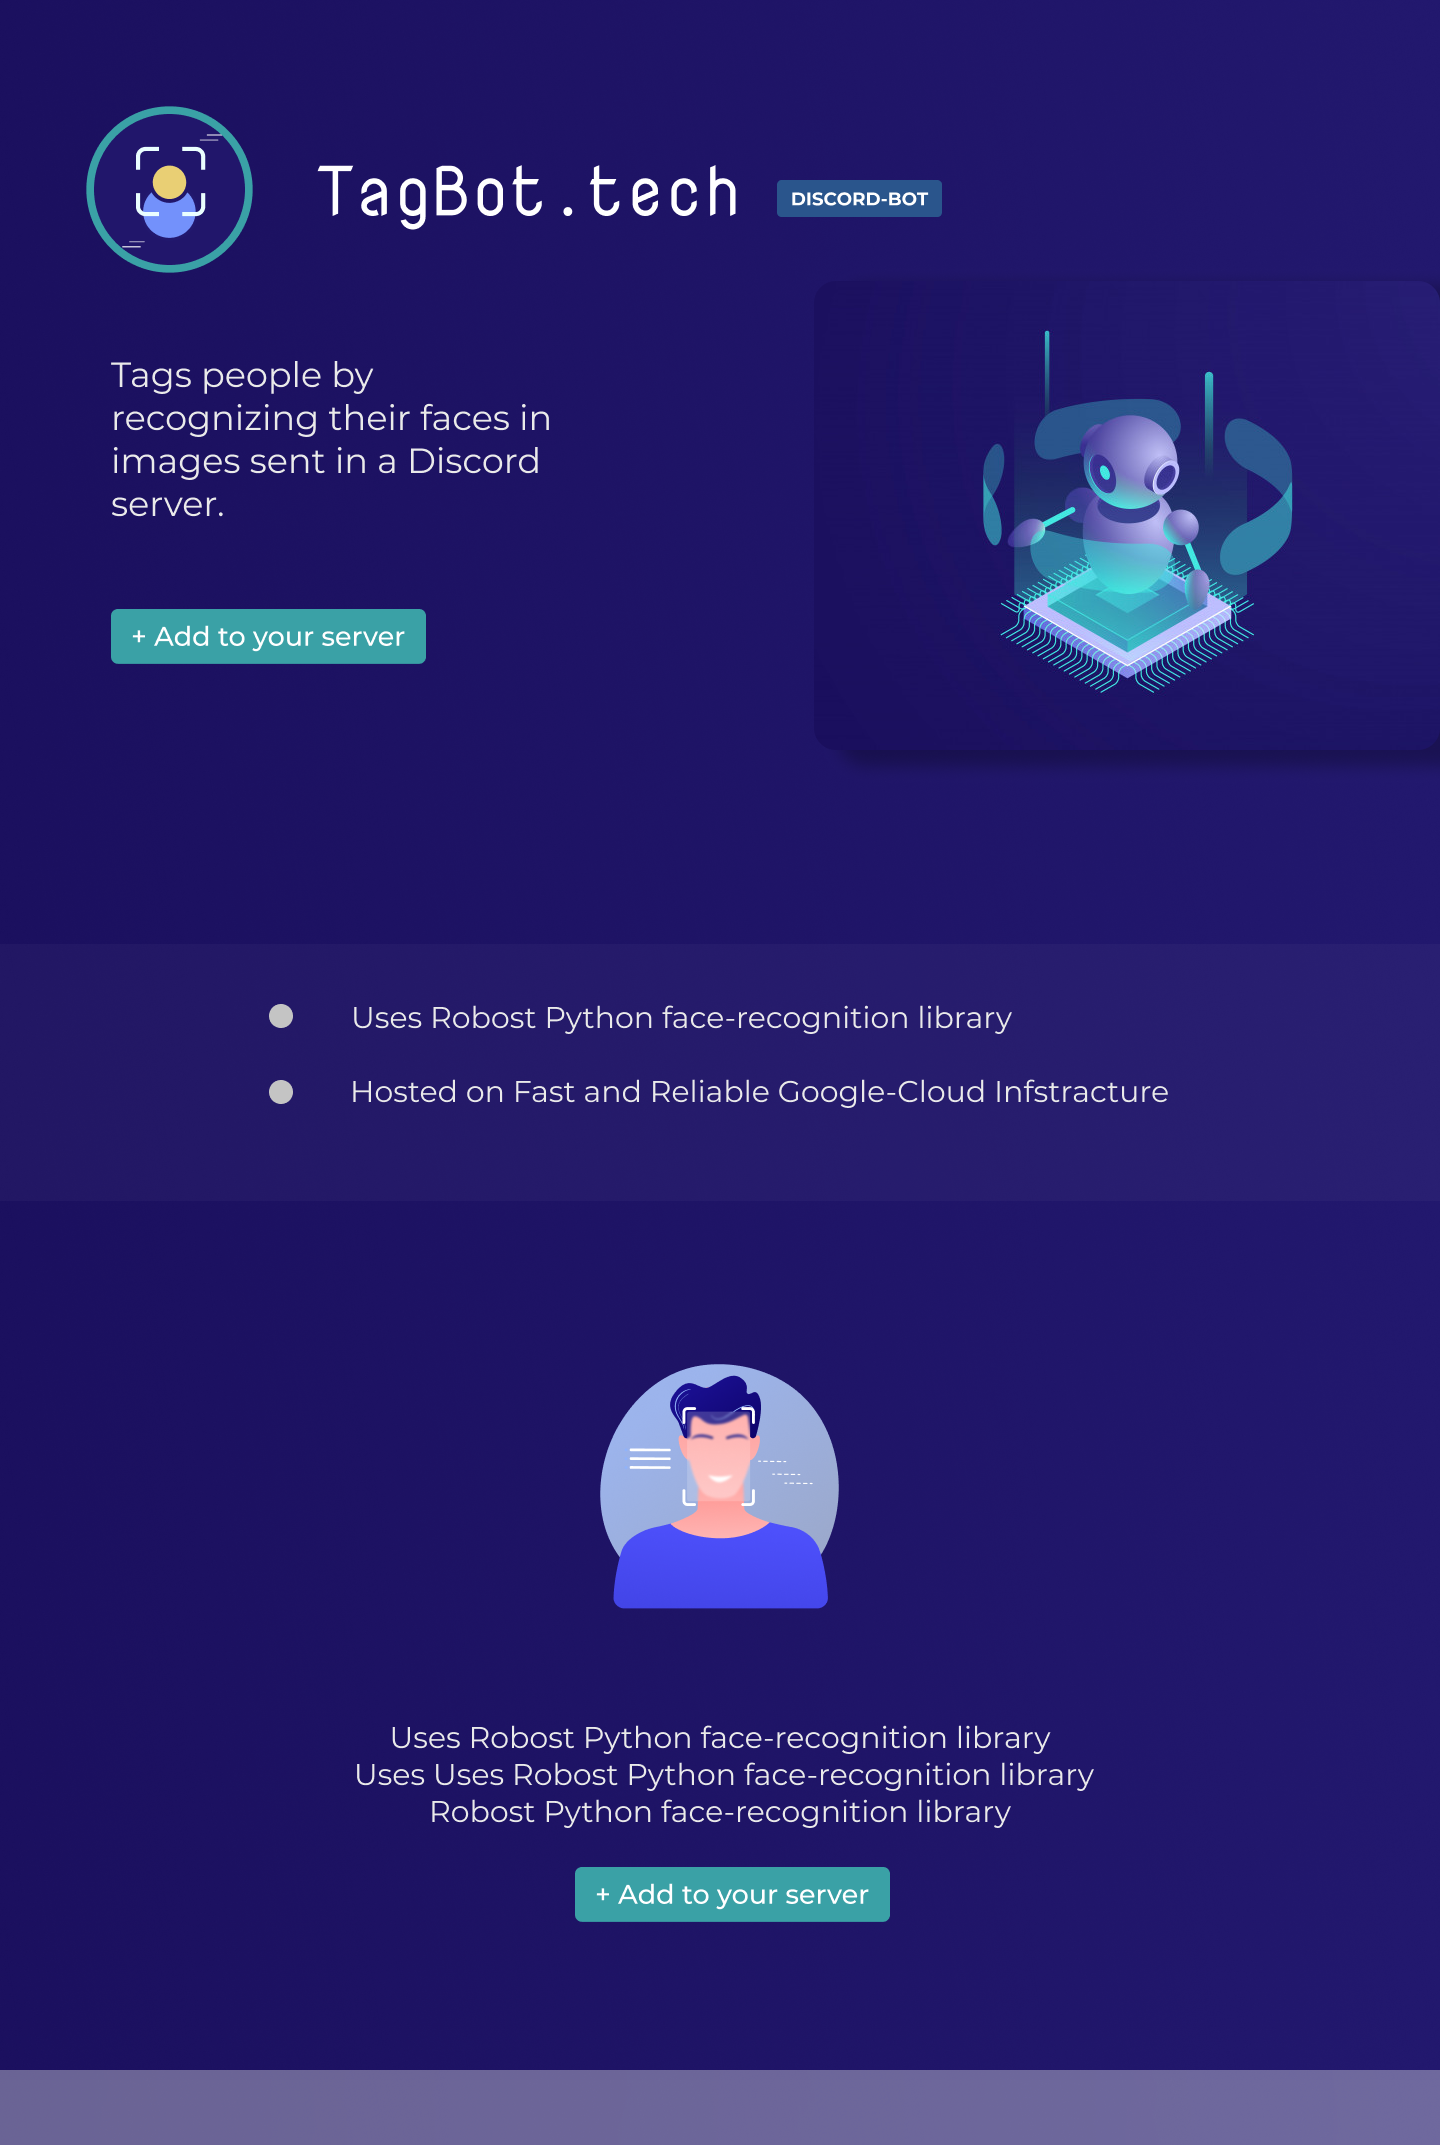 TagBot.tech
DISCORD-BOT
Tags people by
recognizing their faces in
images sent in a Discord
server.
+ Add to your server
Uses Robost Python face-recognition library
Hosted on Fast and Reliable Google-Cloud Infstracture
Uses Robost Python face-recognition library
Uses Uses Robost Python face-recognition library
Robost Python face-recognition library
+ Add to your server